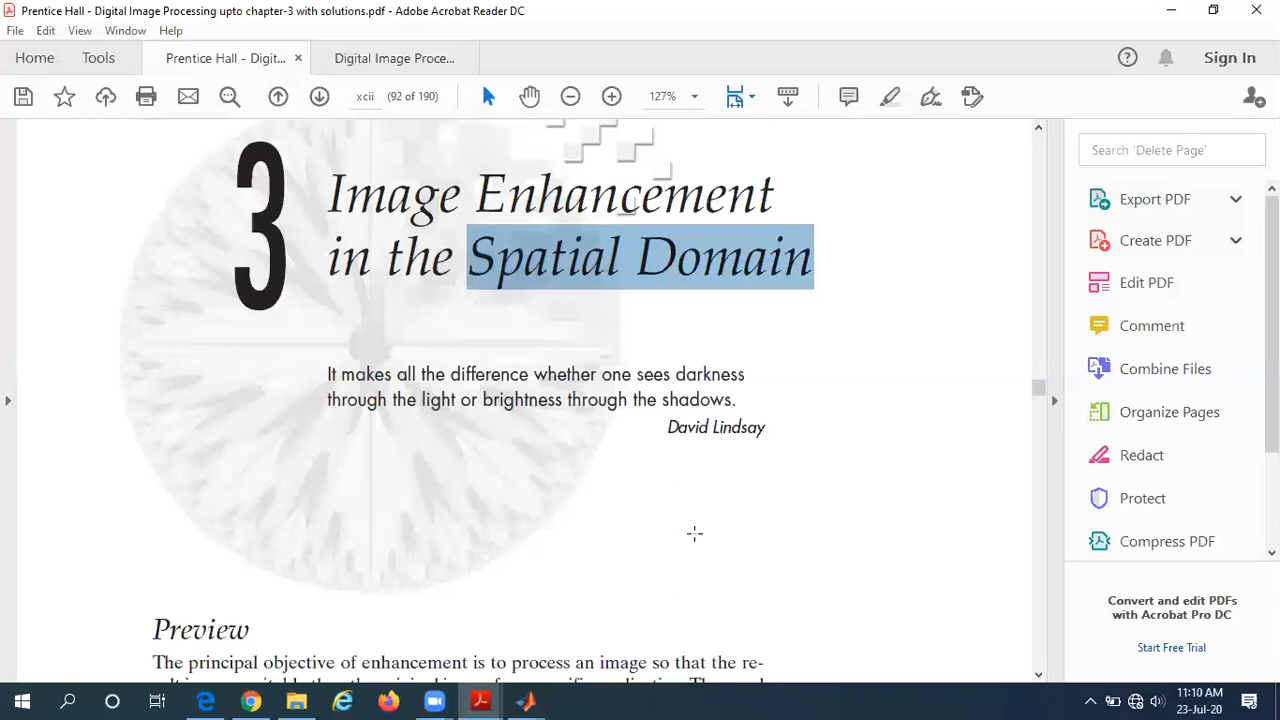 Prentice Hall - Digital Image Processing upto chapter-3 with solutions.pdf - Adobe Acrobat Reader DC
File Edit View Window Help
Home Tools Prentice Hall - Digit... × Digital Image Proce... Sign In
xcii (92 of 190) 127%
3 Image Enhancement
in the Spatial Domain
It makes all the difference whether one sees darkness
through the light or brightness through the shadows.
David Lindsay
Preview
The principal objective of enhancement is to process an image so that the re-
Search 'Delete Page'
Export PDF
Create PDF
Edit PDF
Comment
Combine Files
Organize Pages
Redact
Protect
Compress PDF
Convert and edit PDFs
with Acrobat Pro DC
Start Free Trial
11:10 AM
23-Jul-20